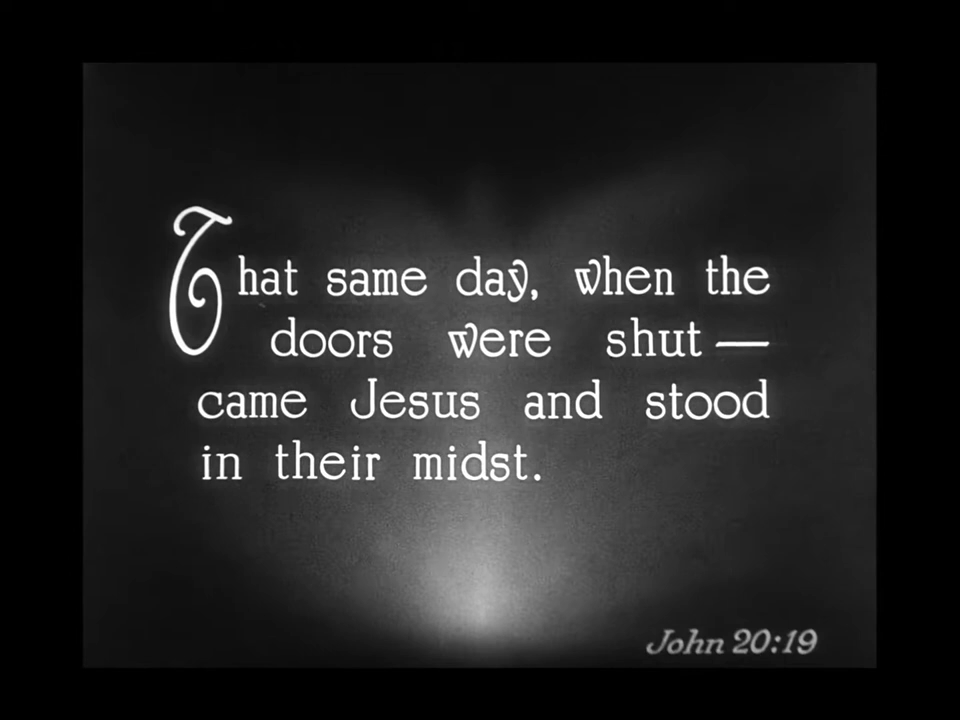 That same day, when the
doors were shut —
came Jesus and stood
in their midst.
John 20:19